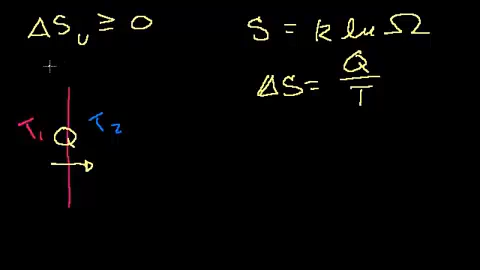 ΔS_U ≥ 0
S = k ln Ω
ΔS = Q/T
T₁ Q T₂